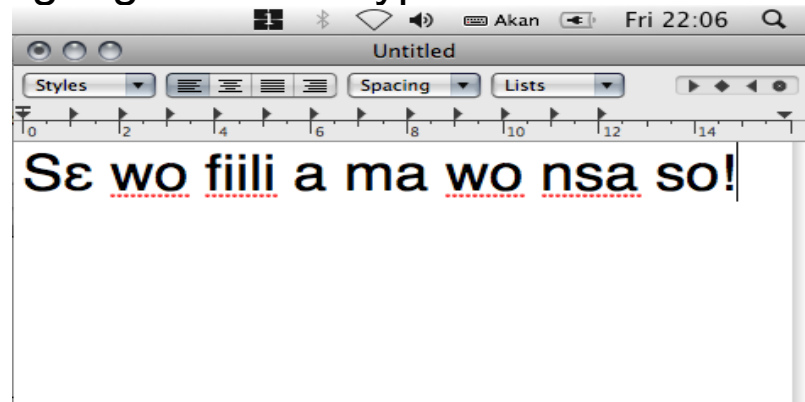 Akan Fri 22:06
Untitled
Styles Spacing Lists
0 2 4 6 8 10 12 14
Sɛ wo fiili a ma wo nsa so!